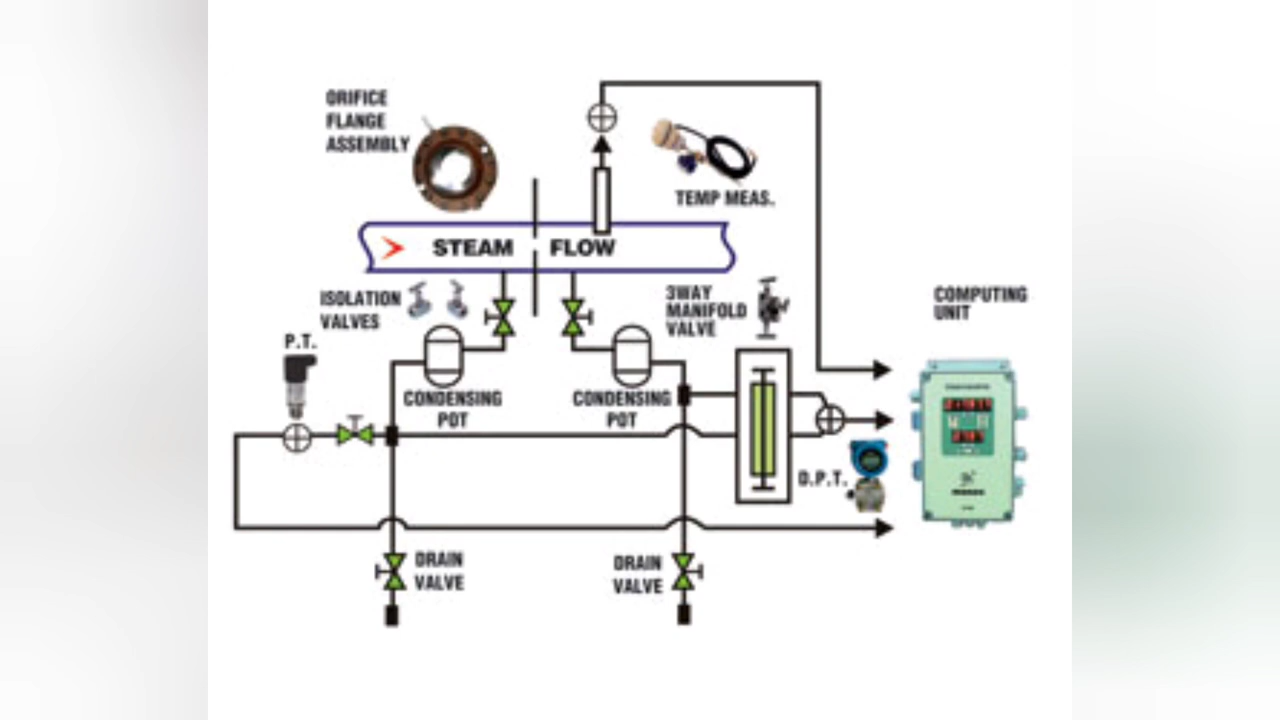 ORIFICE
FLANGE
ASSEMBLY
TEMP MEAS.
STEAM FLOW
ISOLATION
VALVES
3WAY
MANIFOLD
VALVE
COMPUTING
UNIT
P.T.
CONDENSING
POT
CONDENSING
POT
D.P.T.
DRAIN
VALVE
DRAIN
VALVE